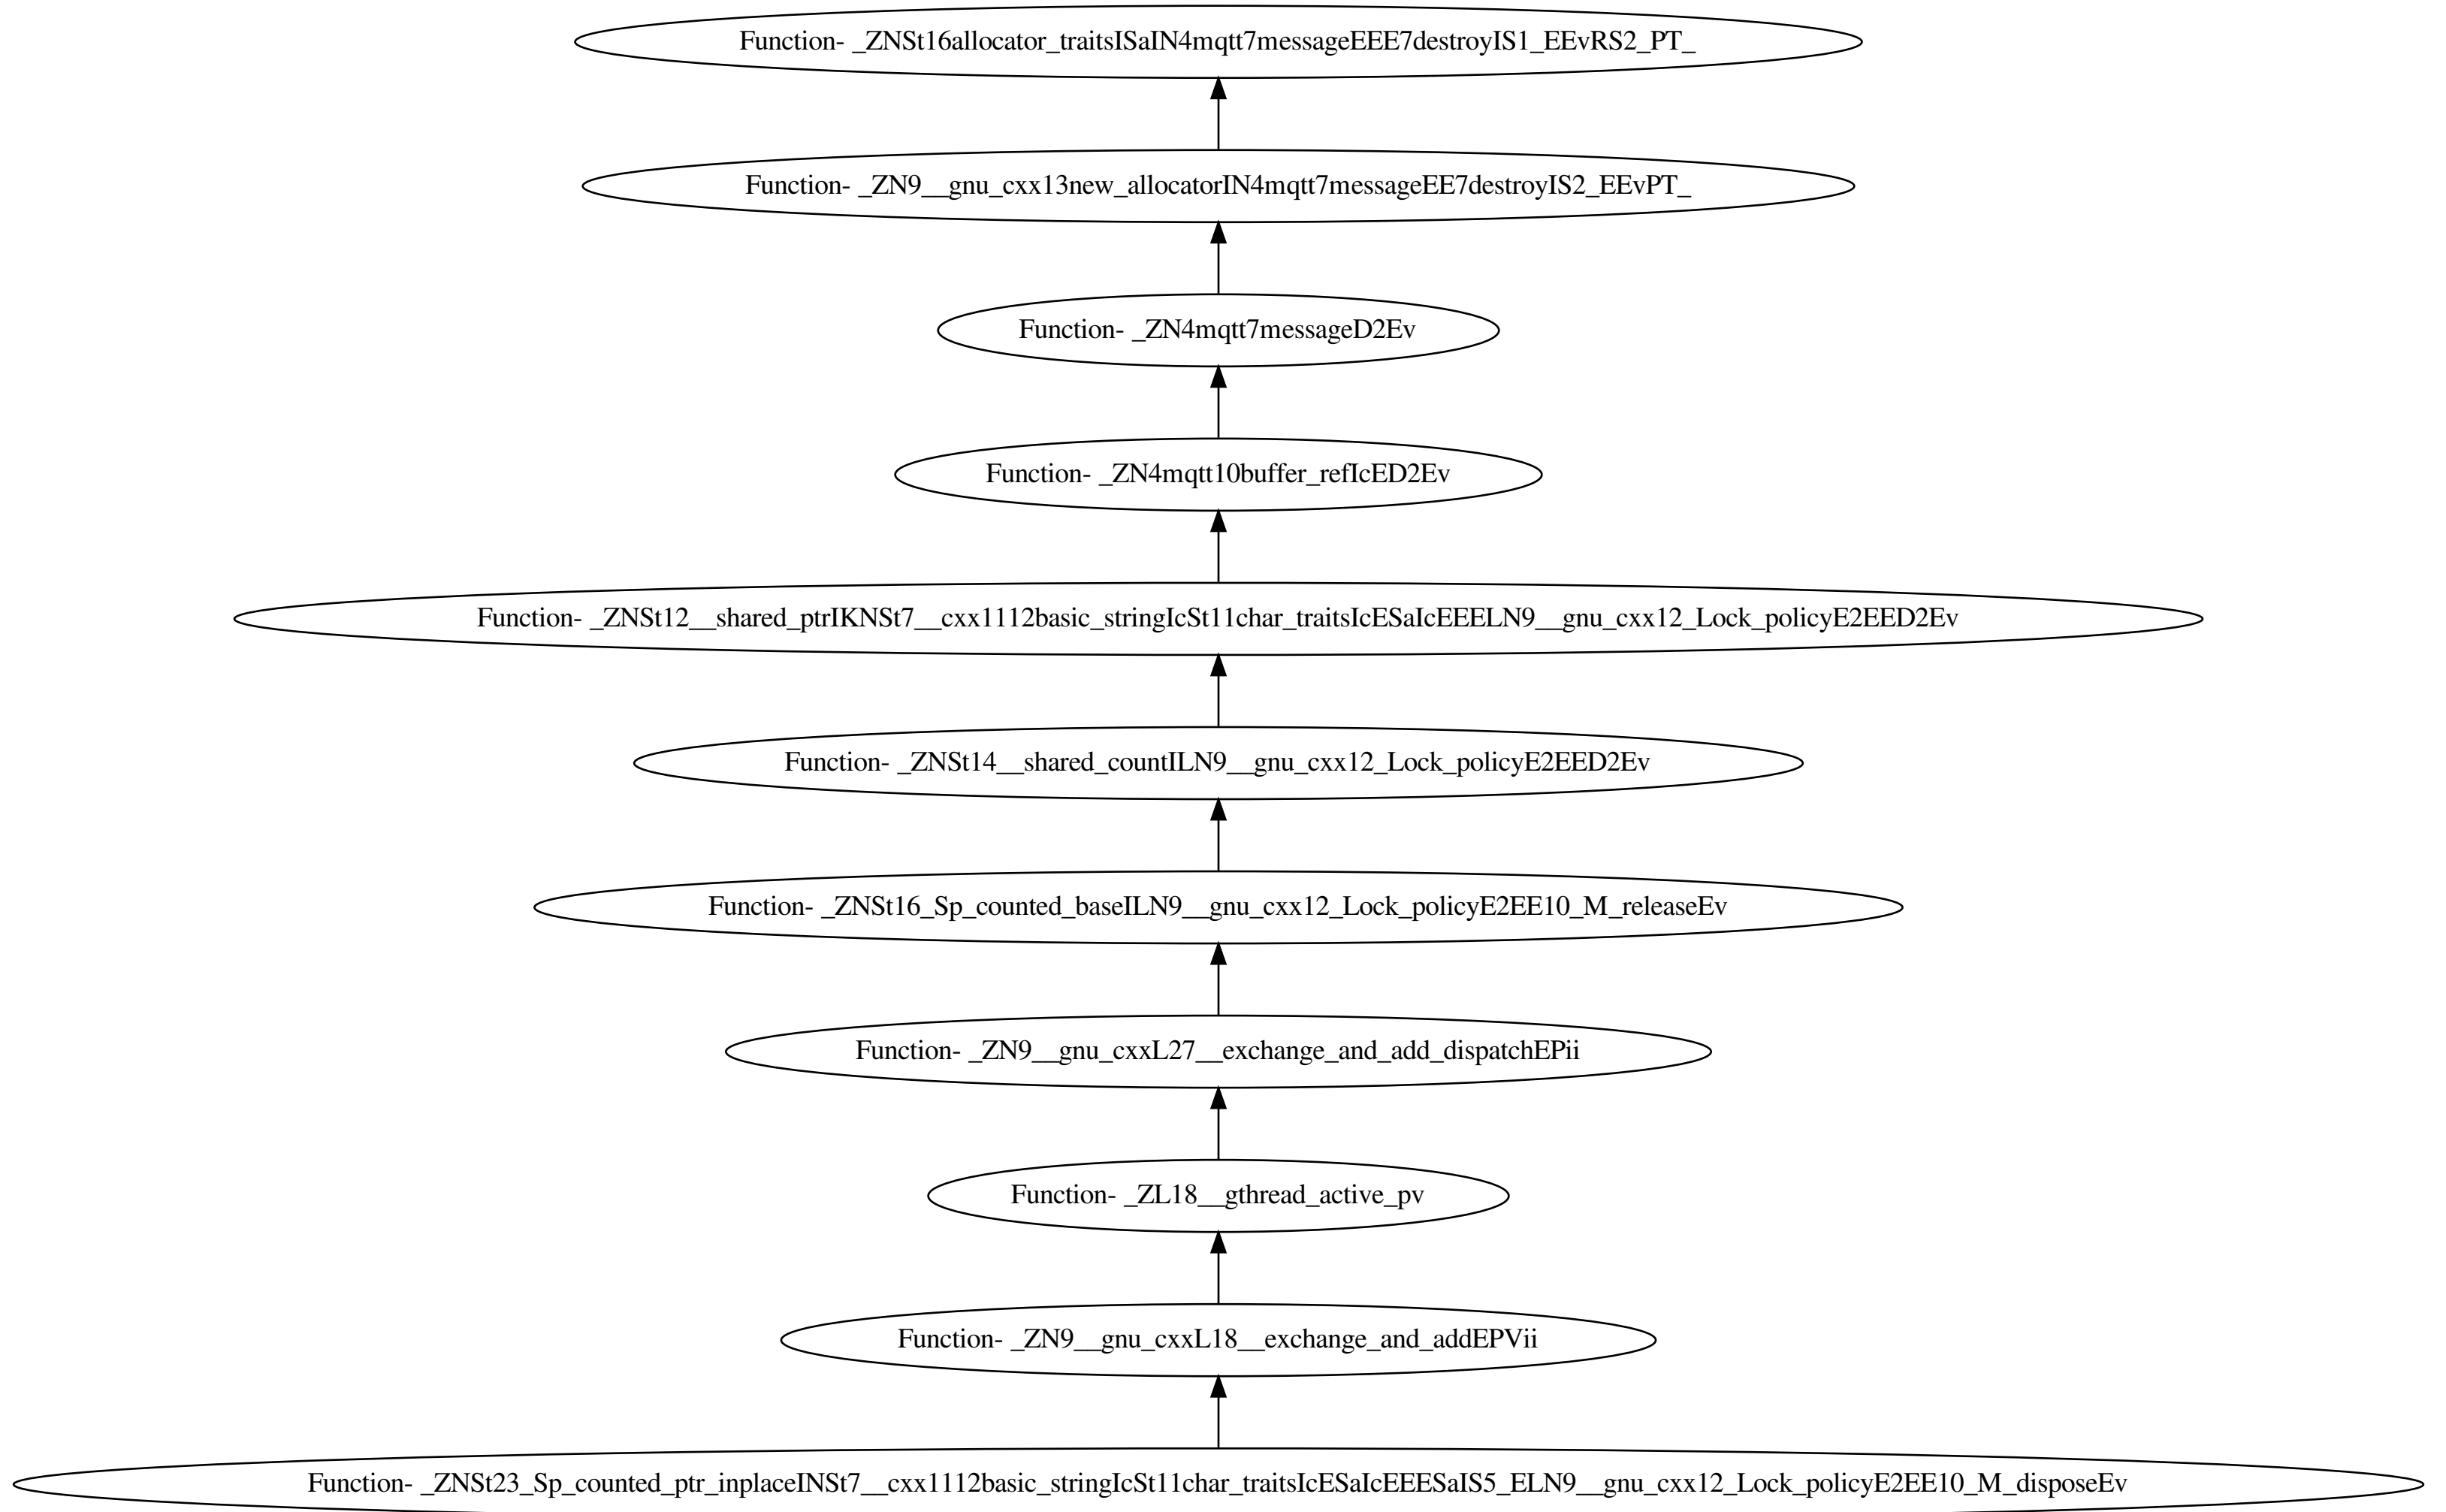 Function- _ZNSt16allocator_traitsISaIN4mqtt7messageEEE7destroyIS1_EEvRS2_PT_
Function- _ZN9__gnu_cxx13new_allocatorIN4mqtt7messageEE7destroyIS2_EEvPT_
Function- _ZN4mqtt7messageD2Ev
Function- _ZN4mqtt10buffer_refIcED2Ev
Function- _ZNSt12__shared_ptrIKNSt7__cxx1112basic_stringIcSt11char_traitsIcESaIcEEELN9__gnu_cxx12_Lock_policyE2EED2Ev
Function- _ZNSt14__shared_countILN9__gnu_cxx12_Lock_policyE2EED2Ev
Function- _ZNSt16_Sp_counted_baseILN9__gnu_cxx12_Lock_policyE2EE10_M_releaseEv
Function- _ZN9__gnu_cxxL27__exchange_and_add_dispatchEPii
Function- _ZL18__gthread_active_pv
Function- _ZN9__gnu_cxxL18__exchange_and_addEPVii
Function- _ZNSt23_Sp_counted_ptr_inplaceINSt7__cxx1112basic_stringIcSt11char_traitsIcESaIcEEESaIS5_ELN9__gnu_cxx12_Lock_policyE2EE10_M_disposeEv